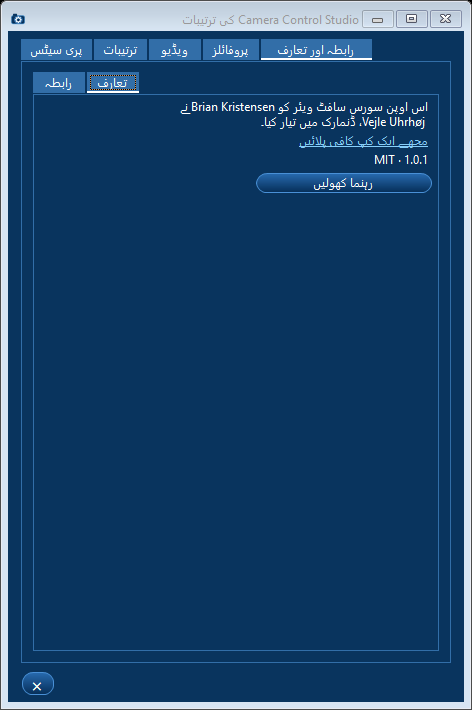 Camera Control Studio کی ترتیبات
پری سیٹس
ترتیبات
ویڈیو
پروفائلز
رابطہ اور تعارف
رابطہ
تعارف
اس اوپن سورس سافٹ ویئر کو Brian Kristensen نے
Vejle Uhrhøj، ڈنمارک میں تیار کیا۔
مجھے ایک کپ کافی پلائیں
MIT · 1.0.1
رہنما کھولیں